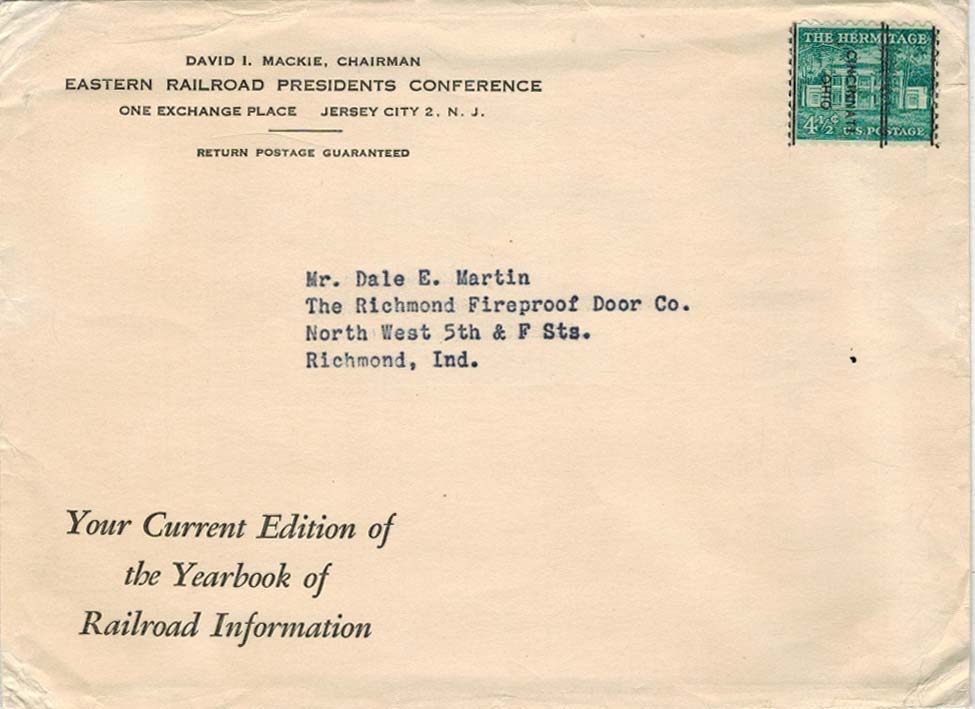 DAVID I. MACKIE, CHAIRMAN
EASTERN RAILROAD PRESIDENTS CONFERENCE
ONE EXCHANGE PLACE JERSEY CITY 2, N. J.
RETURN POSTAGE GUARANTEED
THE HERMITAGE
CINCINNATI
OHIO
4½¢ U.S. POSTAGE
Mr. Dale E. Martin
The Richmond Fireproof Door Co.
North West 5th & F Sts.
Richmond, Ind.
Your Current Edition of
the Yearbook of
Railroad Information